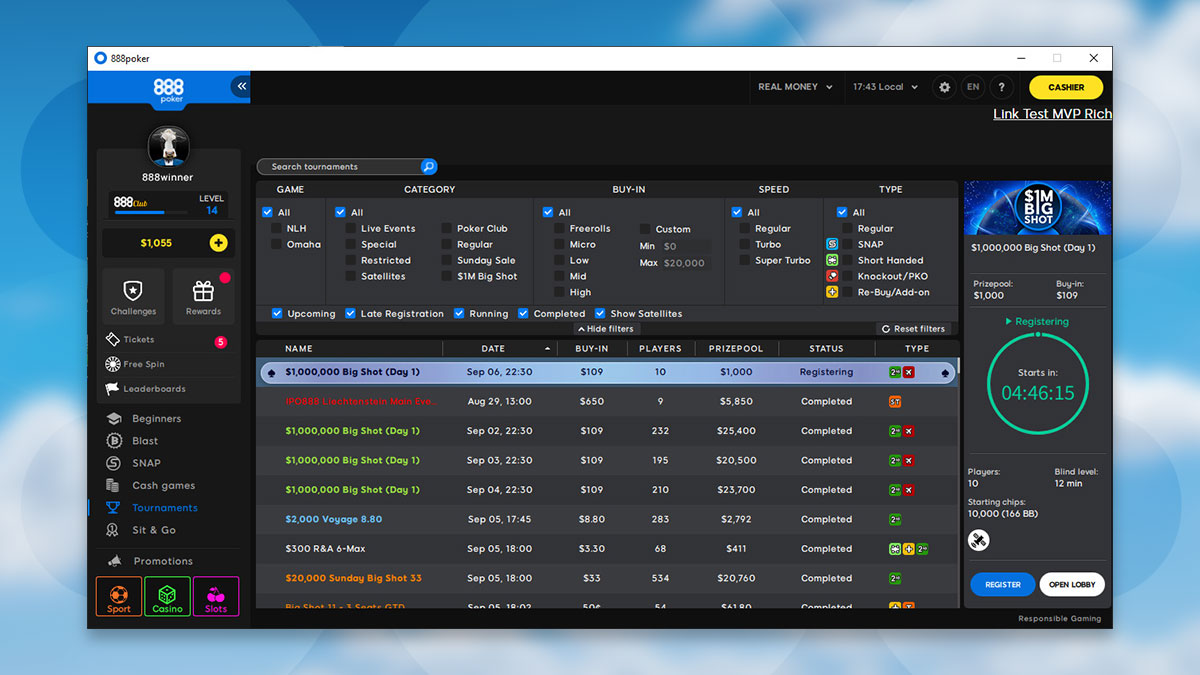 888poker
888
poker
«
REAL MONEY
17:43 Local
EN
?
CASHIER
Link Test MVP Rich
888winner
888Club
LEVEL
14
$1,055
Challenges
Rewards
Tickets
5
Free Spin
Leaderboards
Beginners
Blast
SNAP
Cash games
Tournaments
Sit & Go
Promotions
Sport
Casino
Slots
Search tournaments
GAME CATEGORY BUY-IN SPEED TYPE
All All All All All
NLH Live Events Poker Club Freerolls Custom Regular Regular
Omaha Special Regular Micro Min $0 Turbo SNAP
Restricted Sunday Sale Low Max $20,000 Super Turbo Short Handed
Satellites $1M Big Shot Mid Knockout/PKO
High Re-Buy/Add-on
Upcoming Late Registration Running Completed Show Satellites
Hide filters Reset filters
NAME DATE BUY-IN PLAYERS PRIZEPOOL STATUS TYPE
$1,000,000 Big Shot (Day 1) Sep 06, 22:30 $109 10 $1,000 Registering
IPO888 Liechtenstein Main Eve... Aug 29, 13:00 $650 9 $5,850 Completed
$1,000,000 Big Shot (Day 1) Sep 02, 22:30 $109 232 $25,400 Completed
$1,000,000 Big Shot (Day 1) Sep 03, 22:30 $109 195 $20,500 Completed
$1,000,000 Big Shot (Day 1) Sep 04, 22:30 $109 210 $23,700 Completed
$2,000 Voyage 8.80 Sep 05, 17:45 $8.80 283 $2,792 Completed
$300 R&A 6-Max Sep 05, 18:00 $3.30 68 $411 Completed
$20,000 Sunday Big Shot 33 Sep 05, 18:00 $33 534 $20,760 Completed
Big Shot 11 - 3 Seats GTD Sep 05, 18:02 50¢ 54 $61.80 Completed
$1M
BIG
SHOT
$1,000,000 Big Shot (Day 1)
Prizepool: Buy-in:
$1,000 $109
Registering
Starts in:
04:46:15
Players: Blind level:
10 12 min
Starting chips:
10,000 (166 BB)
REGISTER OPEN LOBBY
Responsible Gaming